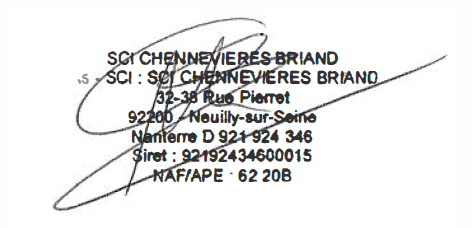 SCI CHENNEVIERES BRIAND
S - SCI : SCI CHENNEVIERES BRIAND
32-38 Rue Pierret
92200 - Neuilly-sur-Seine
Nanterre D 921 924 346
Siret : 92192434600015
NAF/APE : 62 20B